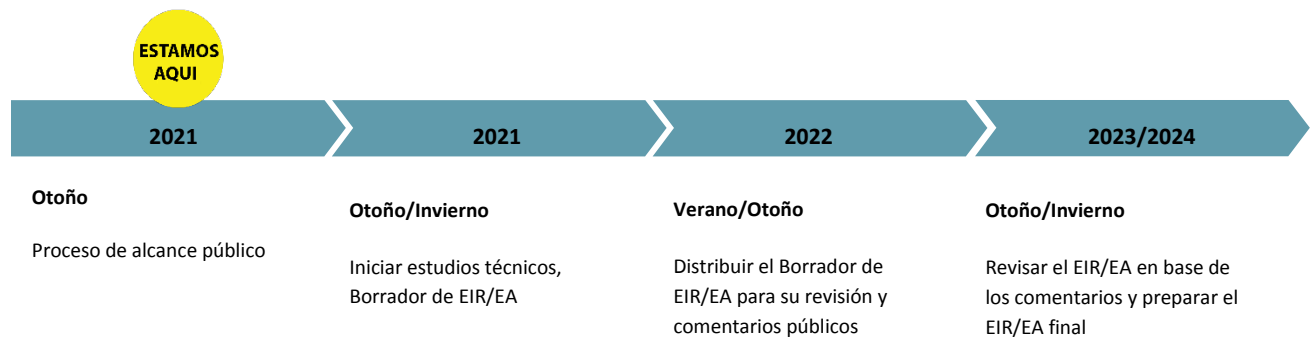 ESTAMOS
AQUI
2021
2021
2022
2023/2024
Otoño
Proceso de alcance público
Otoño/Invierno
Iniciar estudios técnicos,
Borrador de EIR/EA
Verano/Otoño
Distribuir el Borrador de
EIR/EA para su revisión y
comentarios públicos
Otoño/Invierno
Revisar el EIR/EA en base de
los comentarios y preparar el
EIR/EA final